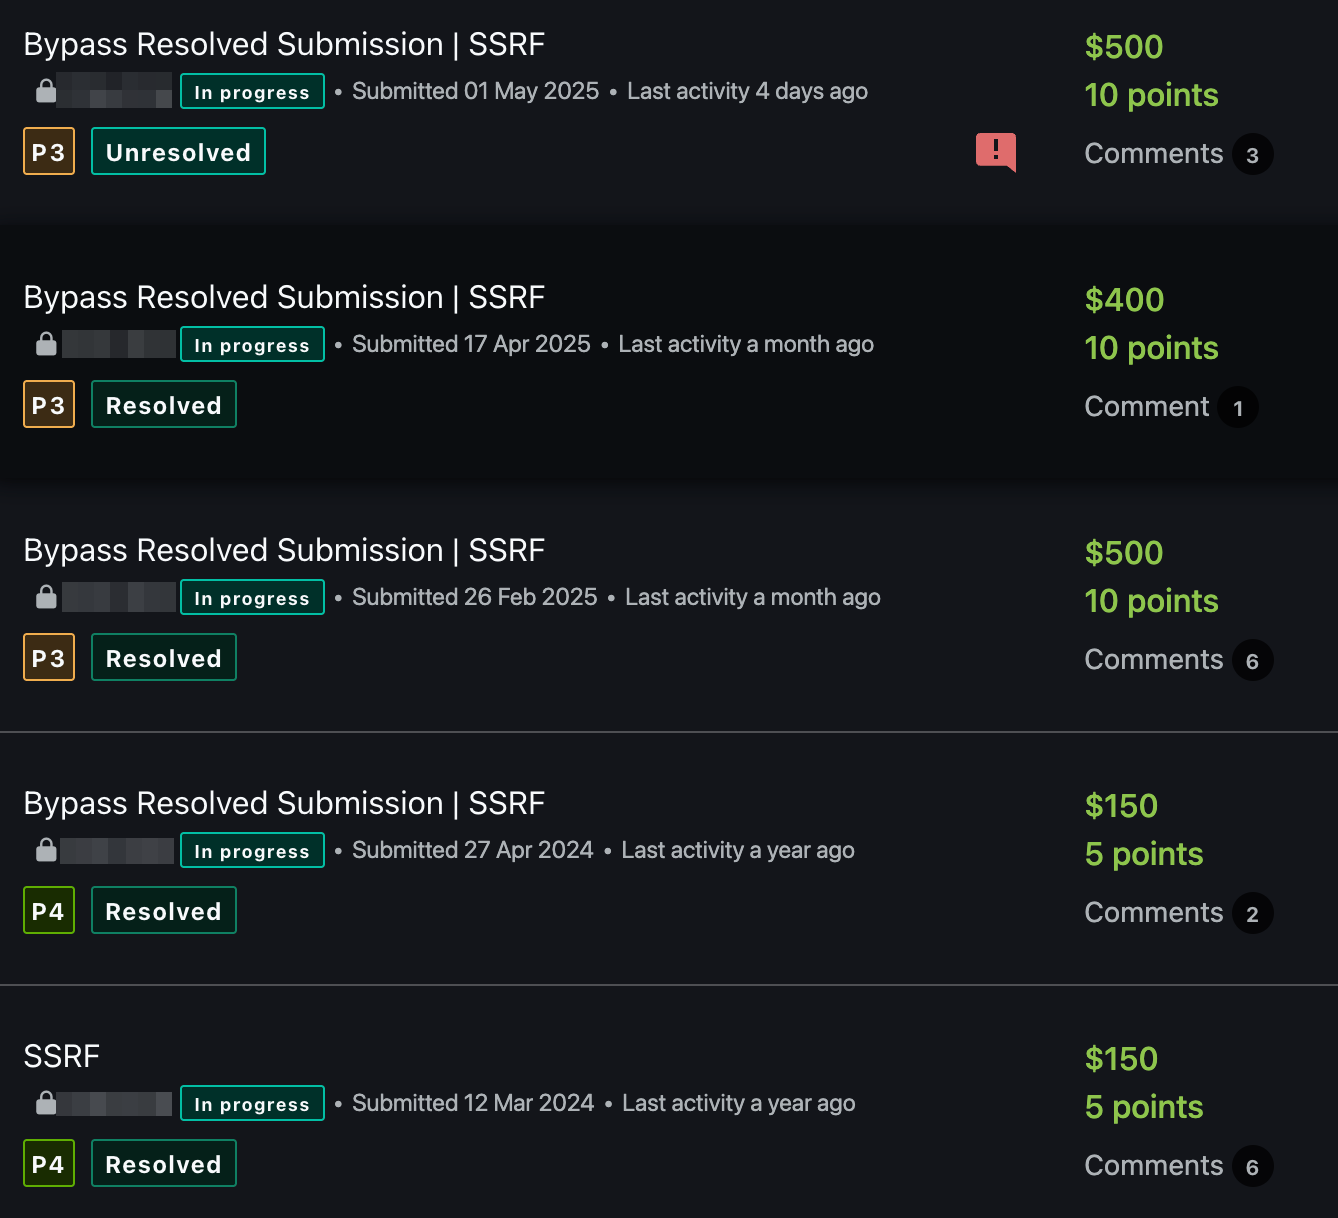 Bypass Resolved Submission | SSRF
$500
In progress • Submitted 01 May 2025 • Last activity 4 days ago
10 points
P3 Unresolved
! Comments 3
Bypass Resolved Submission | SSRF
$400
In progress • Submitted 17 Apr 2025 • Last activity a month ago
10 points
P3 Resolved
Comment 1
Bypass Resolved Submission | SSRF
$500
In progress • Submitted 26 Feb 2025 • Last activity a month ago
10 points
P3 Resolved
Comments 6
Bypass Resolved Submission | SSRF
$150
In progress • Submitted 27 Apr 2024 • Last activity a year ago
5 points
P4 Resolved
Comments 2
SSRF
$150
In progress • Submitted 12 Mar 2024 • Last activity a year ago
5 points
P4 Resolved
Comments 6